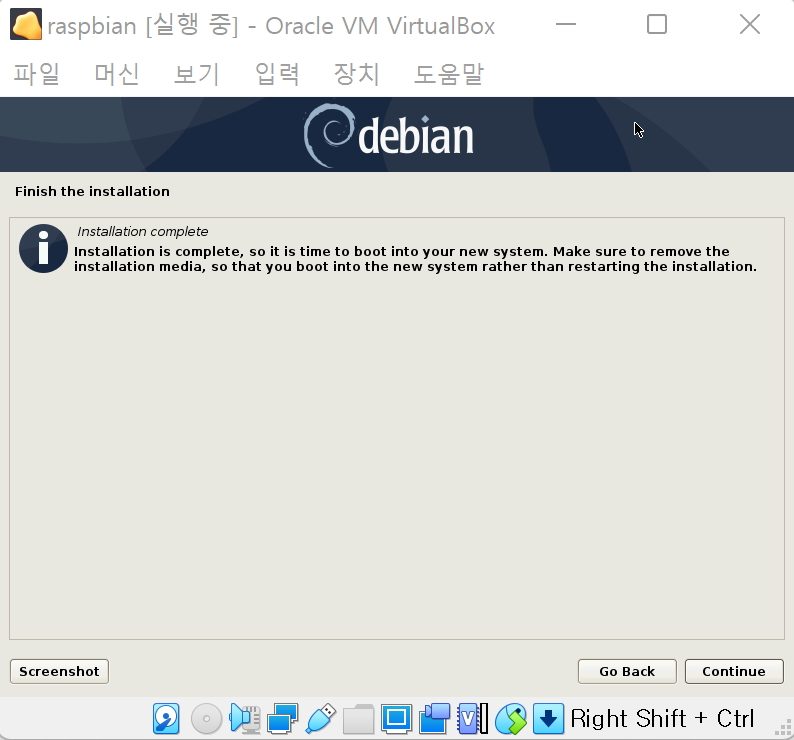 raspbian [실행 중] - Oracle VM VirtualBox
파일 머신 보기 입력 장치 도움말
debian
Finish the installation
Installation complete
Installation is complete, so it is time to boot into your new system. Make sure to remove the
installation media, so that you boot into the new system rather than restarting the installation.
Screenshot Go Back Continue
V Right Shift + Ctrl